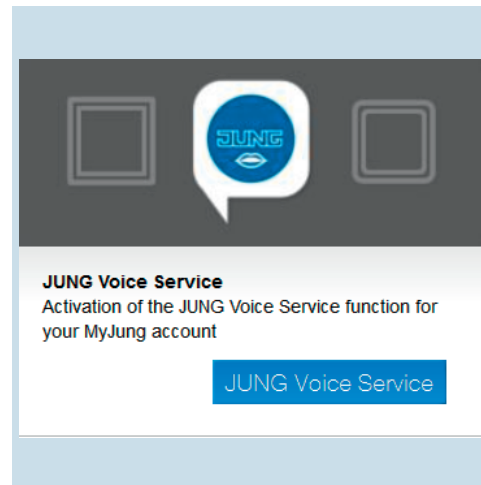 JUNG
JUNG Voice Service
Activation of the JUNG Voice Service function for
your MyJung account
JUNG Voice Service